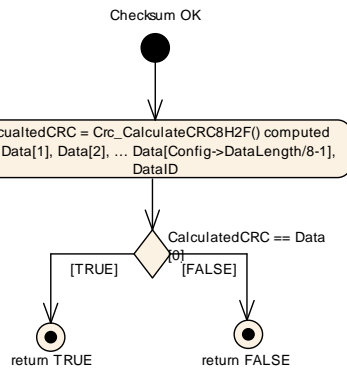 Checksum OK
cualtedCRC = Crc_CalculateCRC8H2F() computed
Data[1], Data[2], … Data[Config->DataLength/8-1],
DataID
CalculatedCRC == Data
[0]
[TRUE]
[FALSE]
return TRUE
return FALSE